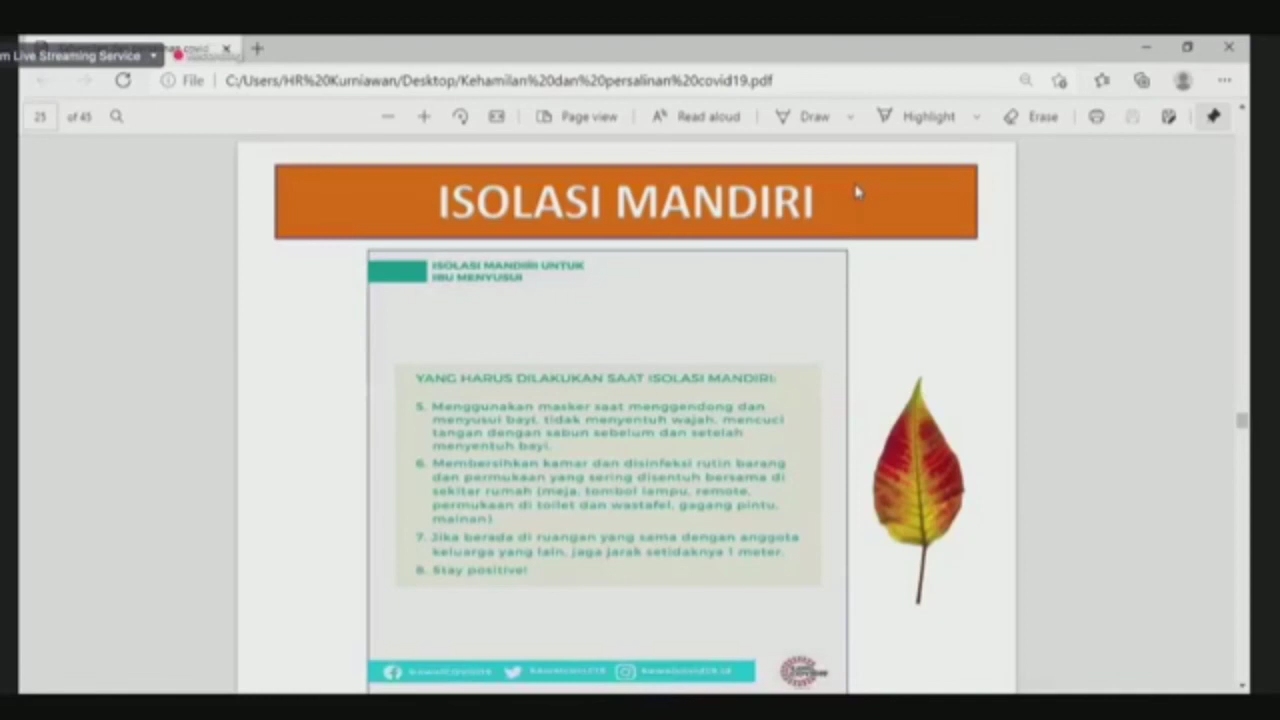 m Live Streaming Service
File C:/Users/HR%20Kurniawan/Desktop/Kehamilan%20dan%20persalinan%20covid19.pdf
of 45
Page view
Read aloud
Draw
Highlight
Erase
ISOLASI MANDIRI
ISOLASI MANDIRI UNTUK
IBU MENYUSUI
YANG HARUS DILAKUKAN SAAT ISOLASI MANDIRI:
5. Menggunakan masker saat menggendong dan
menyusui bayi, tidak menyentuh wajah, mencuci
tangan dengan sabun sebelum dan setelah
menyentuh bayi.
6. Membersihkan kamar dan disinfeksi rutin barang
dan permukaan yang sering disentuh bersama di
sekitar rumah (meja, tombol lampu, remote,
permukaan di toilet dan wastafel, gagang pintu,
mainan)
7. Jika berada di ruangan yang sama dengan anggota
keluarga yang lain, jaga jarak setidaknya 1 meter.
8. Stay positive!